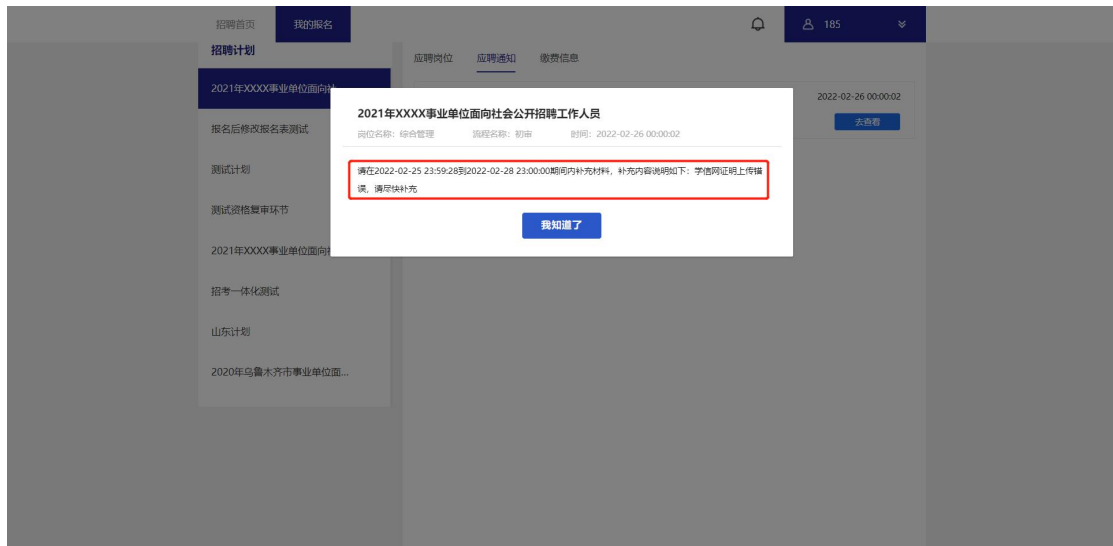 招聘首页
我的报名
185
招聘计划
应聘岗位
应聘通知
缴费信息
2021年XXXX事业单位面向社
2022-02-26 00:00:02
去查看
2021年XXXX事业单位面向社会公开招聘工作人员
岗位名称：综合管理 流程名称：初审 时间：2022-02-26 00:00:02
请在2022-02-25 23:59:28到2022-02-28 23:00:00期间内补充材料，补充内容说明如下：学信网证明上传错
误，请尽快补充
我知道了
报名后修改报名表测试
测试计划
测试资格复审环节
2021年XXXX事业单位面向
招考一体化测试
山东计划
2020年乌鲁木齐市事业单位面...